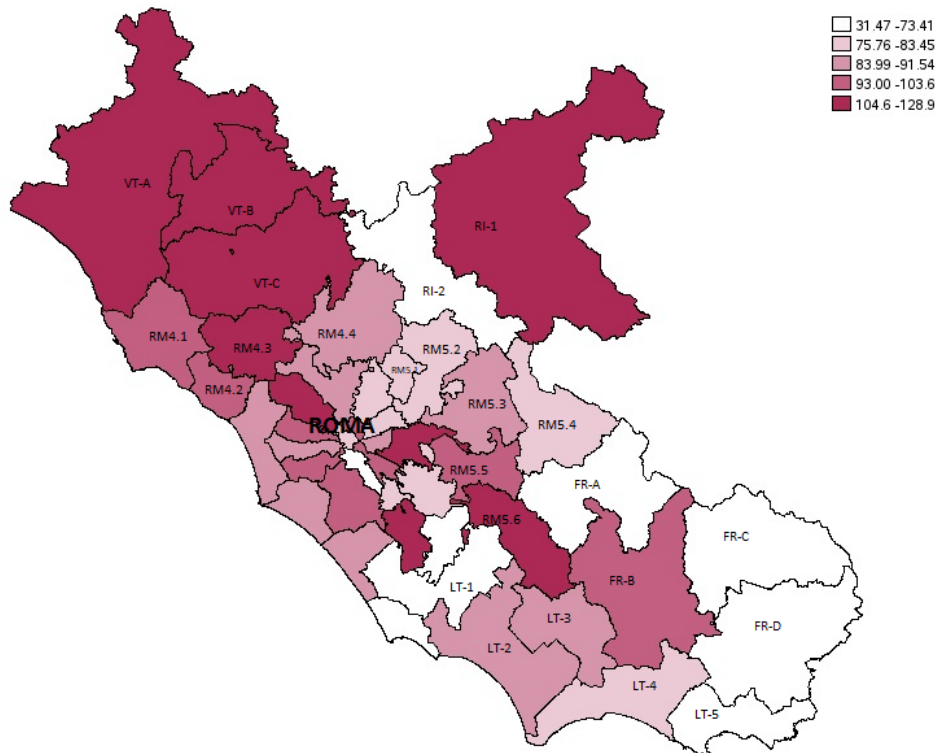 31.47 -73.41
75.76 -83.45
83.99 -91.54
93.00 -103.6
104.6 -128.9
VT-A
VT-B
RI-1
VT-C
RI-2
RM4.1
RM4.4
RM4.3
RM5.2
RM5.1
RM4.2
RM5.3
ROMA
RM5.4
RM5.5
FR-A
RM5.6
FR-C
FR-B
LT-1
LT-3
FR-D
LT-2
LT-4
LT-5